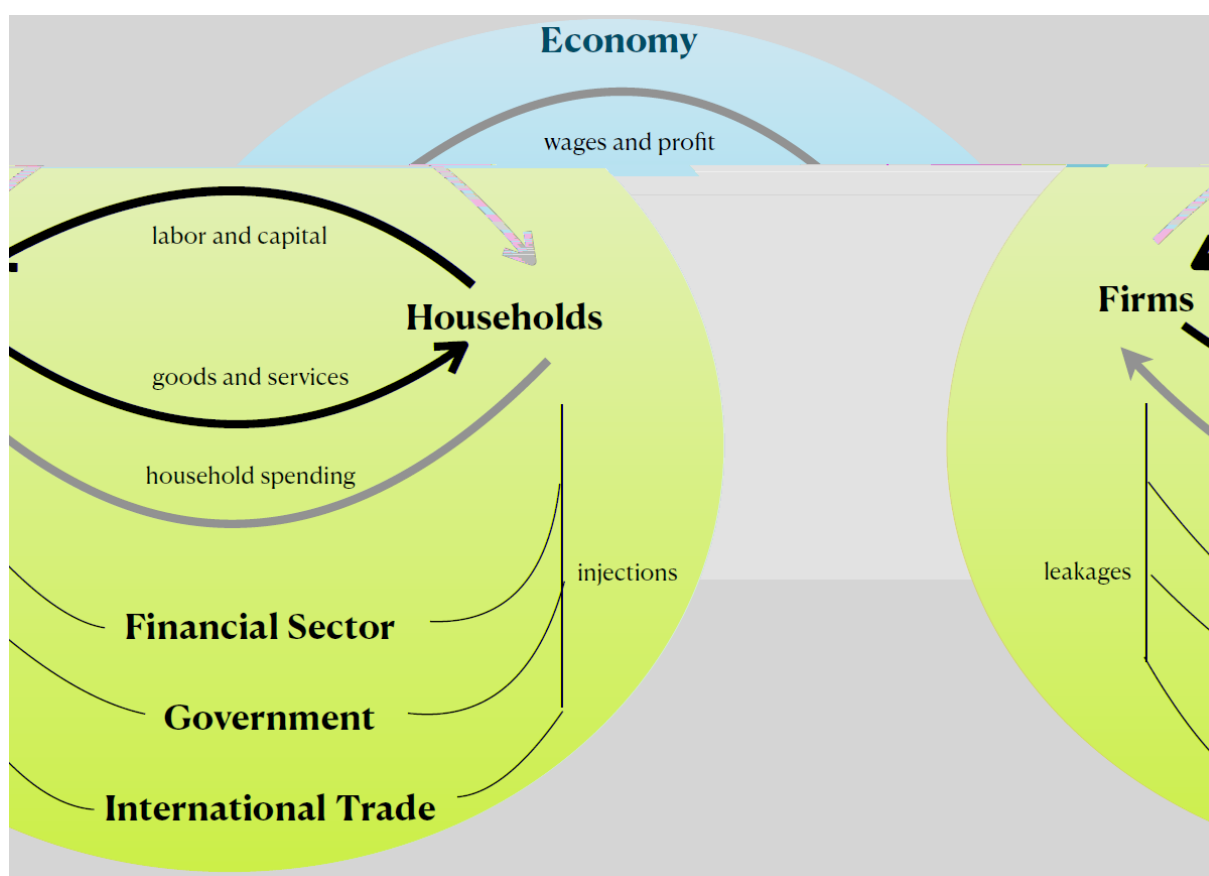 Economy
wages and profit
labor and capital
Households
Firms
goods and services
household spending
injections
leakages
Financial Sector
Government
International Trade